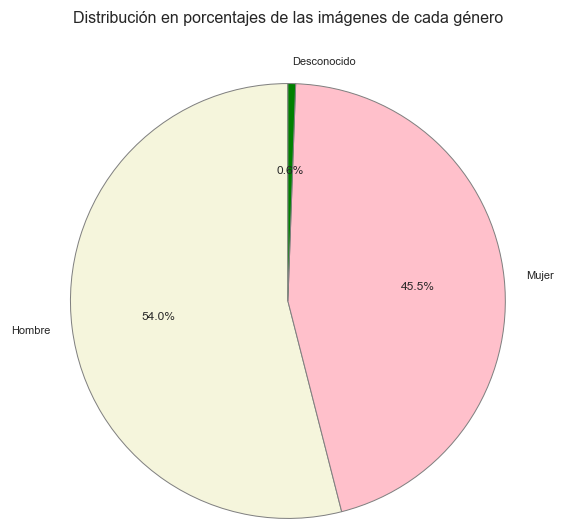 Distribución en porcentajes de las imágenes de cada género
Desconocido
0.6%
Mujer
45.5%
Hombre
54.0%